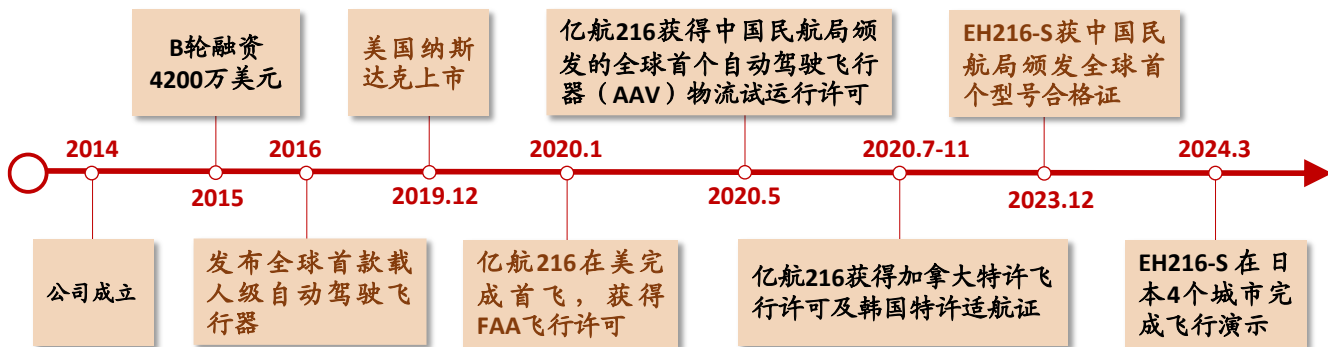 B轮融资
4200万美元
美国纳斯
达克上市
亿航216获得中国民航局颁
发的全球首个自动驾驶飞行
器（AAV）物流试运行许可
EH216-S获中国民
航局颁发全球首
个型号合格证
2014
2016
2020.1
2020.7-11
2024.3
2015
2019.12
2020.5
2023.12
公司成立
发布全球首款载
人级自动驾驶飞
行器
亿航216在美完
成首飞，获得
FAA飞行许可
亿航216获得加拿大特许飞
行许可及韩国特许适航证
EH216-S在日
本4个城市完
成飞行演示